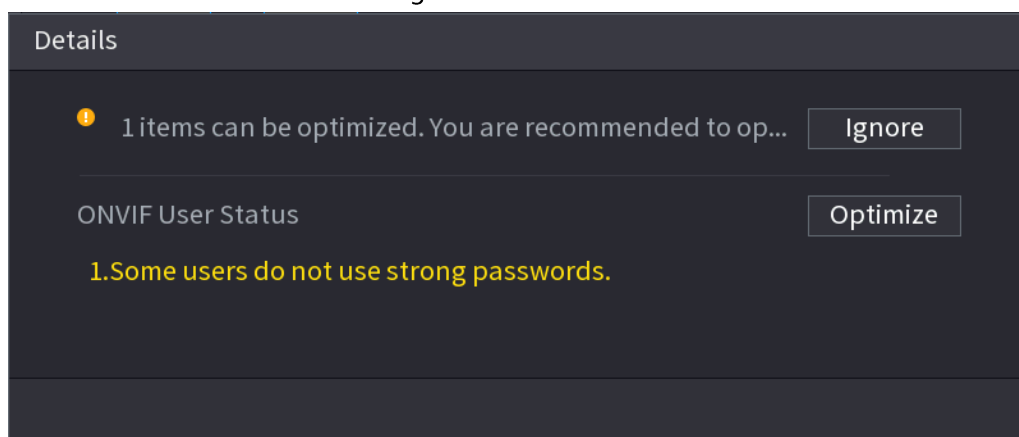 Details
1 items can be optimized. You are recommended to op... Ignore
ONVIF User Status Optimize
1.Some users do not use strong passwords.